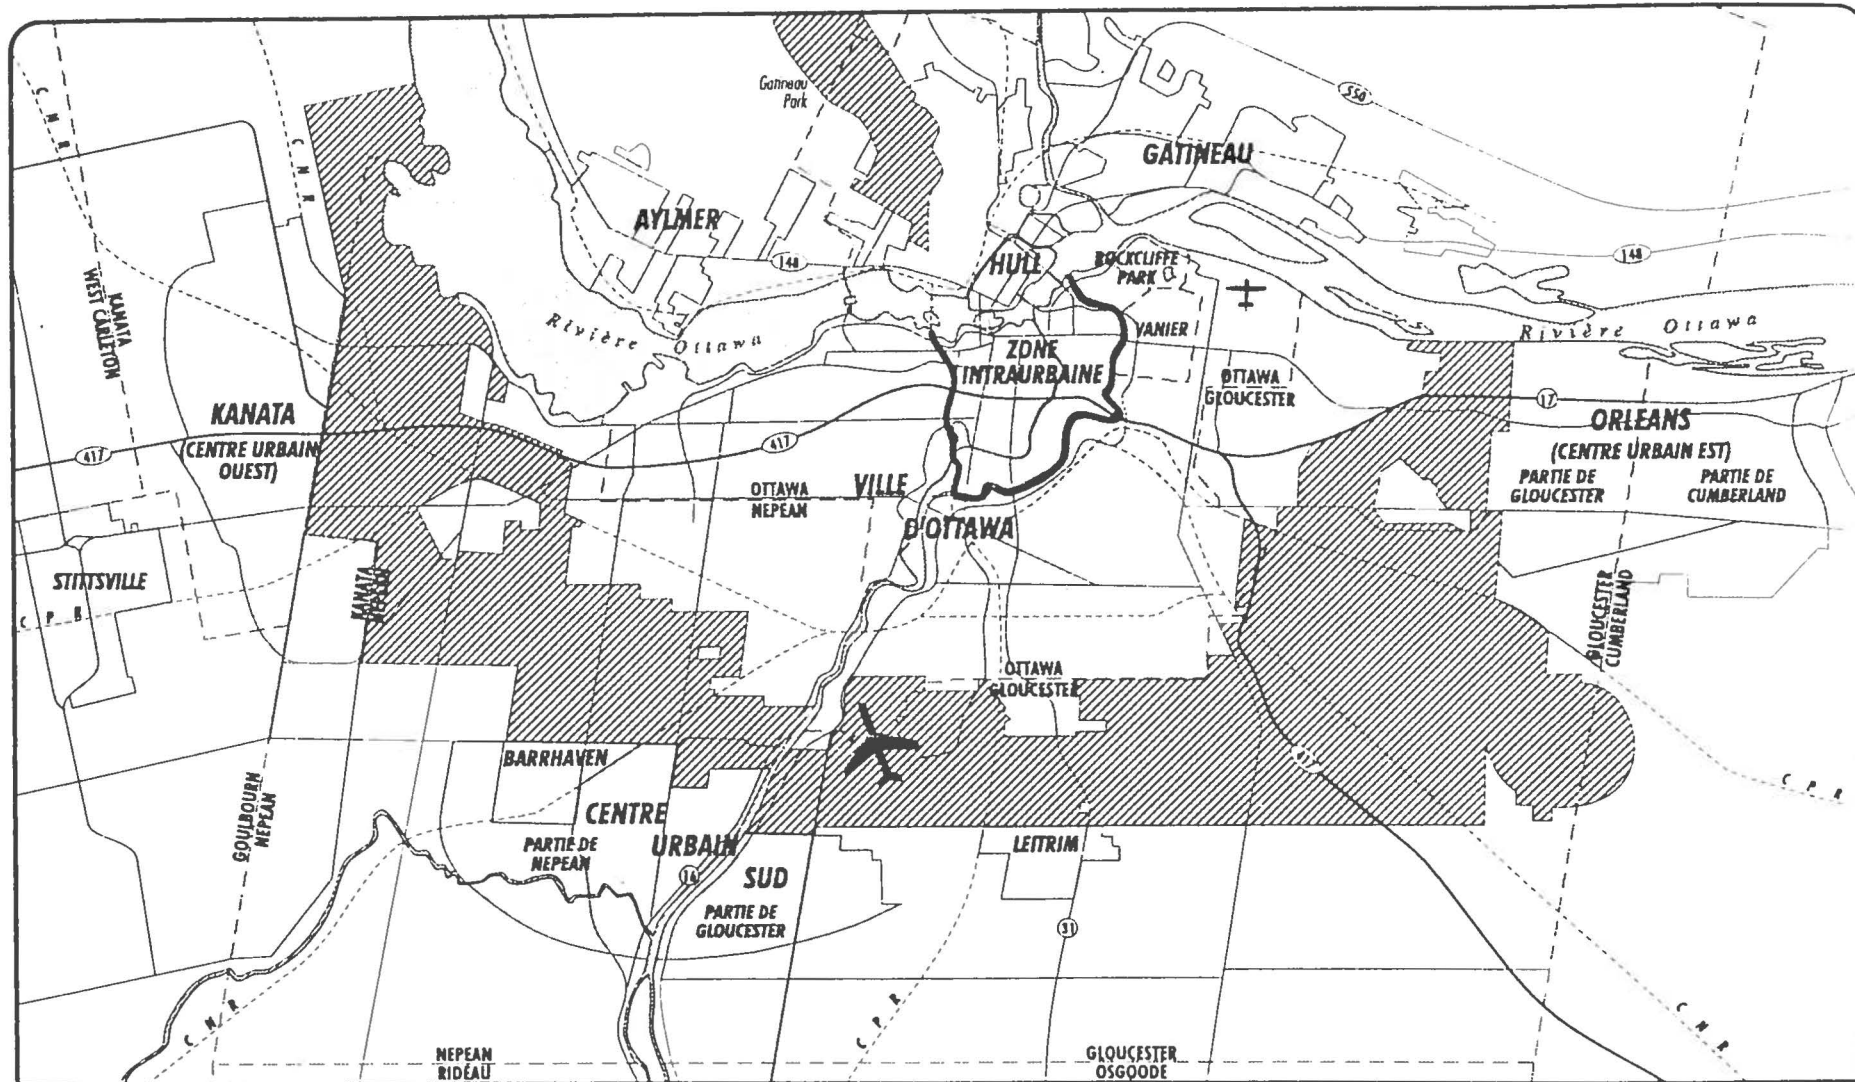 Gatineau
Park
550
GATINEAU
C N R
C N R
AYLMER
148
HULL
ROCKCLIFFE
PARK
148
KANATA
WEST CARLETON
Rivière Ottawa
VANIER
Rivière Ottawa
ZONE
INTRAURBAINE
OTTAWA
GLOUCESTER
KANATA
(CENTRE URBAIN
OUEST)
417
417
17
ORLEANS
(CENTRE URBAIN EST)
PARTIE DE
GLOUCESTER
PARTIE DE
CUMBERLAND
VILLE
D'OTTAWA
OTTAWA
NEPEAN
STITTSVILLE
KANATA
NEPEAN
C P R
GLOUCESTER
CUMBERLAND
OTTAWA
GLOUCESTER
BARRHAVEN
C P R
GOULBOURN
NEPEAN
CENTRE
URBAIN
SUD
PARTIE DE
NEPEAN
LEITRIM
16
PARTIE DE
GLOUCESTER
31
C N R
C P R
C N R
NEPEAN
RIDEAU
GLOUCESTER
OSGOODE